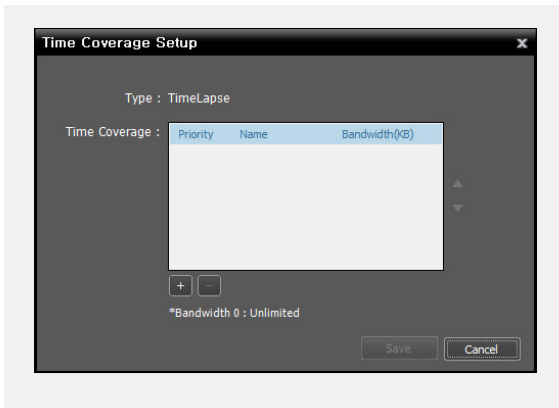 Time Coverage Setup x
Type : TimeLapse
Time Coverage : Priority Name Bandwidth(KB)
+ -
*Bandwidth 0 : Unlimited
Save Cancel